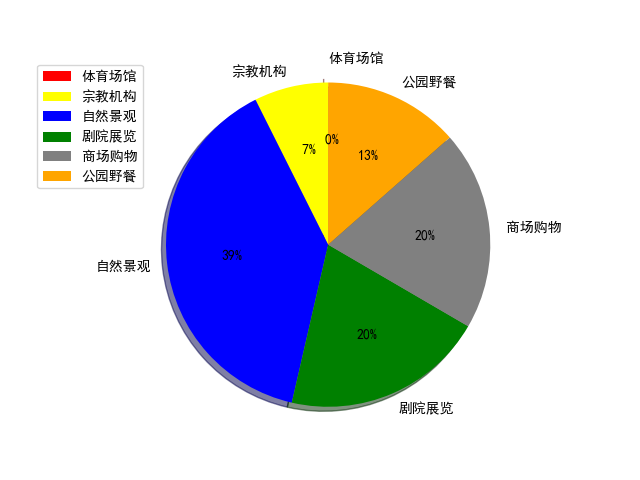 体育场馆
宗教机构
自然景观
剧院展览
商场购物
公园野餐
体育场馆
0%
宗教机构
7%
自然景观
39%
剧院展览
20%
商场购物
20%
公园野餐
13%